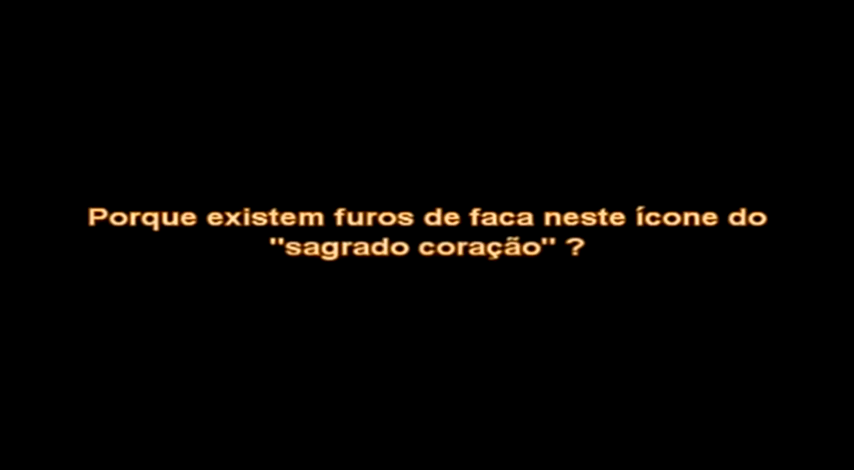 Porque existem furos de faca neste ícone do
"sagrado coração" ?